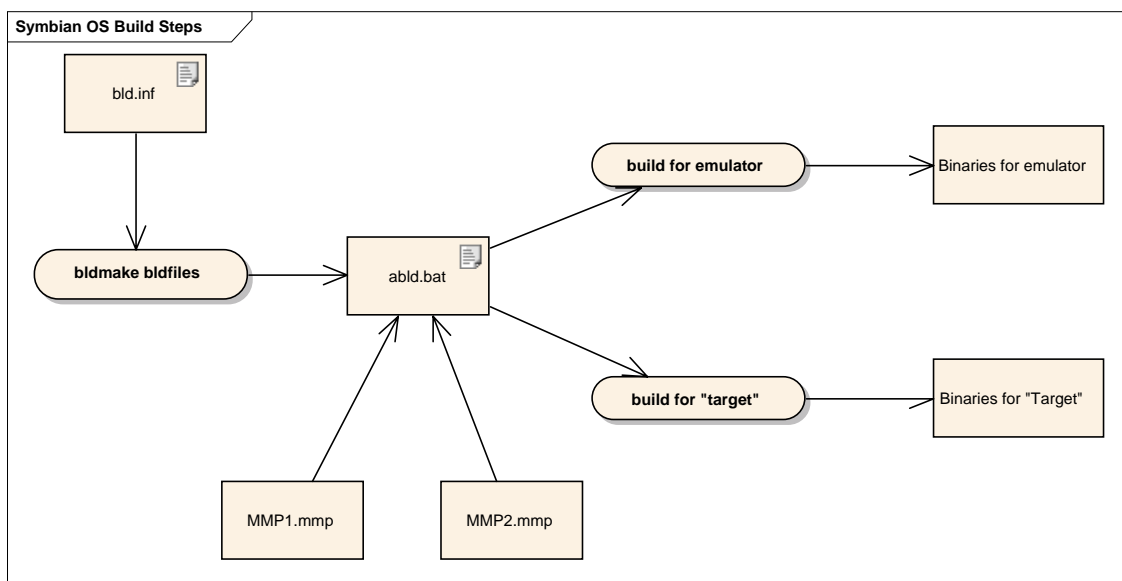 Symbian OS Build Steps
bld.inf
build for emulator
Binaries for emulator
bldmake bldfiles
abld.bat
build for "target"
Binaries for "Target"
MMP1.mmp
MMP2.mmp